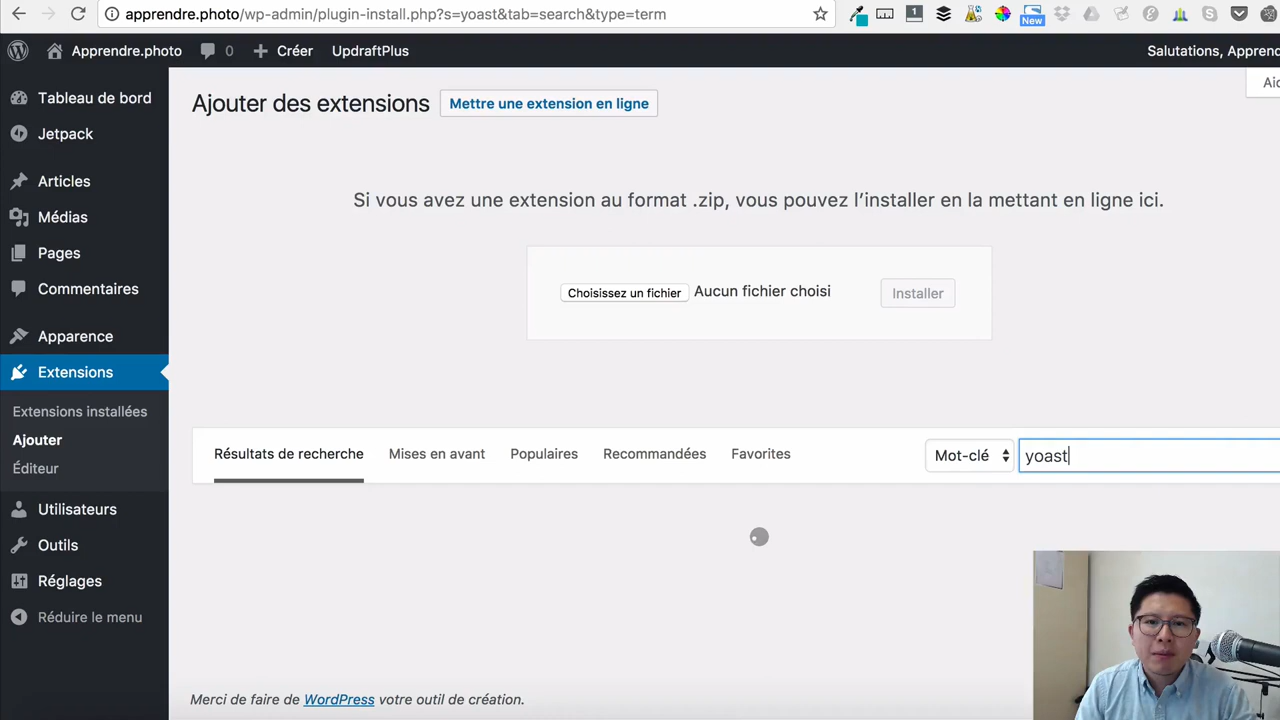 apprendre.photo/wp-admin/plugin-install.php?s=yoast&tab=search&type=term
1
New
Apprendre.photo
0
Créer
UpdraftPlus
Salutations, Apprend
Tableau de bord
Jetpack
Articles
Médias
Pages
Commentaires
Apparence
Extensions
Extensions installées
Ajouter
Éditeur
Utilisateurs
Outils
Réglages
Réduire le menu
Aid
Ajouter des extensions
Mettre une extension en ligne
Si vous avez une extension au format .zip, vous pouvez l’installer en la mettant en ligne ici.
Choisissez un fichier
Aucun fichier choisi
Installer
Résultats de recherche
Mises en avant
Populaires
Recommandées
Favorites
Mot-clé
yoast
Merci de faire de WordPress votre outil de création.